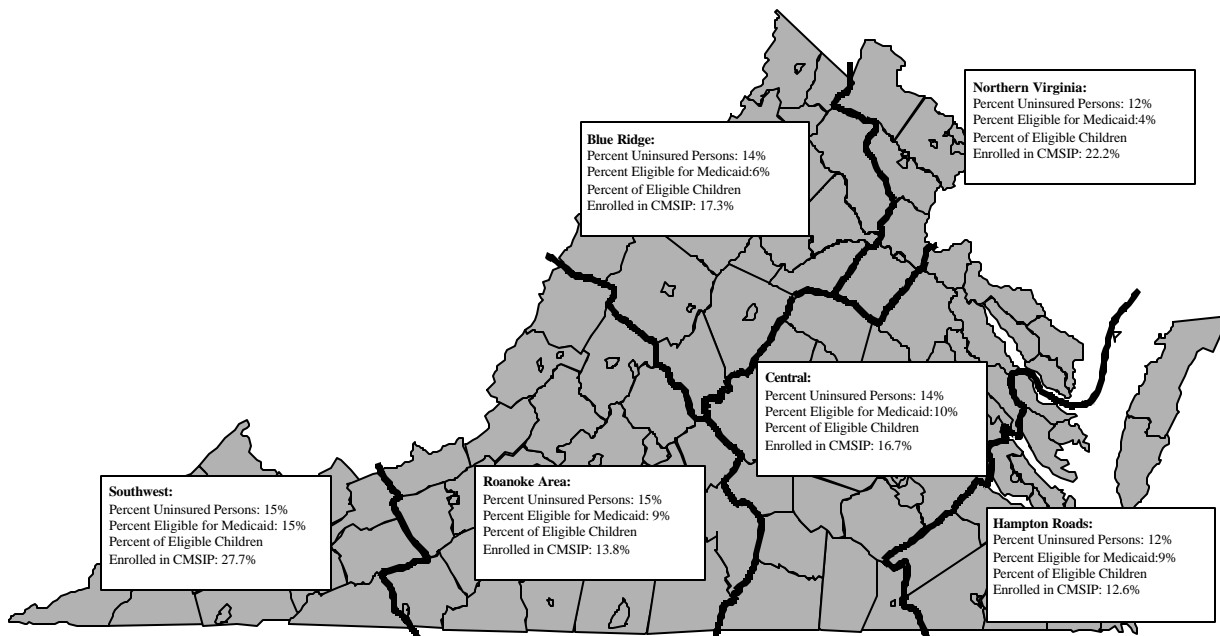 Northern Virginia:
Percent Uninsured Persons: 12%
Percent Eligible for Medicaid:4%
Percent of Eligible Children
Enrolled in CMSIP: 22.2%
Blue Ridge:
Percent Uninsured Persons: 14%
Percent Eligible for Medicaid:6%
Percent of Eligible Children
Enrolled in CMSIP: 17.3%
Central:
Percent Uninsured Persons: 14%
Percent Eligible for Medicaid:10%
Percent of Eligible Children
Enrolled in CMSIP: 16.7%
Southwest:
Percent Uninsured Persons: 15%
Percent Eligible for Medicaid: 15%
Percent of Eligible Children
Enrolled in CMSIP: 27.7%
Roanoke Area:
Percent Uninsured Persons: 15%
Percent Eligible for Medicaid: 9%
Percent of Eligible Children
Enrolled in CMSIP: 13.8%
Hampton Roads:
Percent Uninsured Persons: 12%
Percent Eligible for Medicaid:9%
Percent of Eligible Children
Enrolled in CMSIP: 12.6%